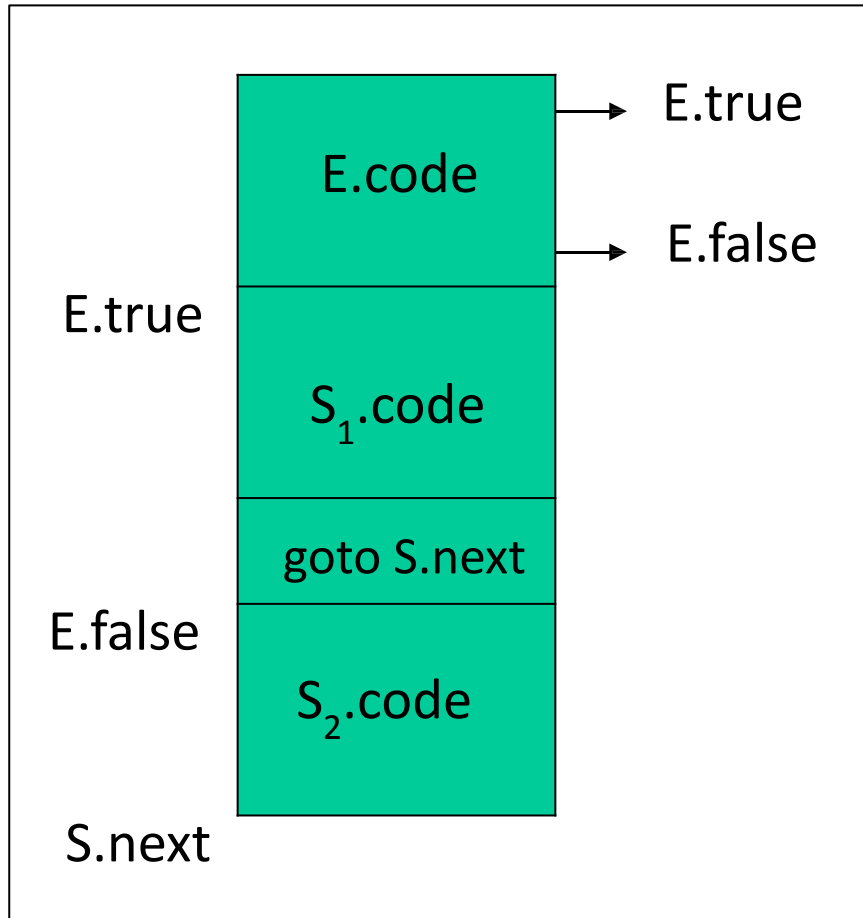 E.true
E.code
E.false
E.true
S₁.code
goto S.next
E.false
S₂.code
S.next